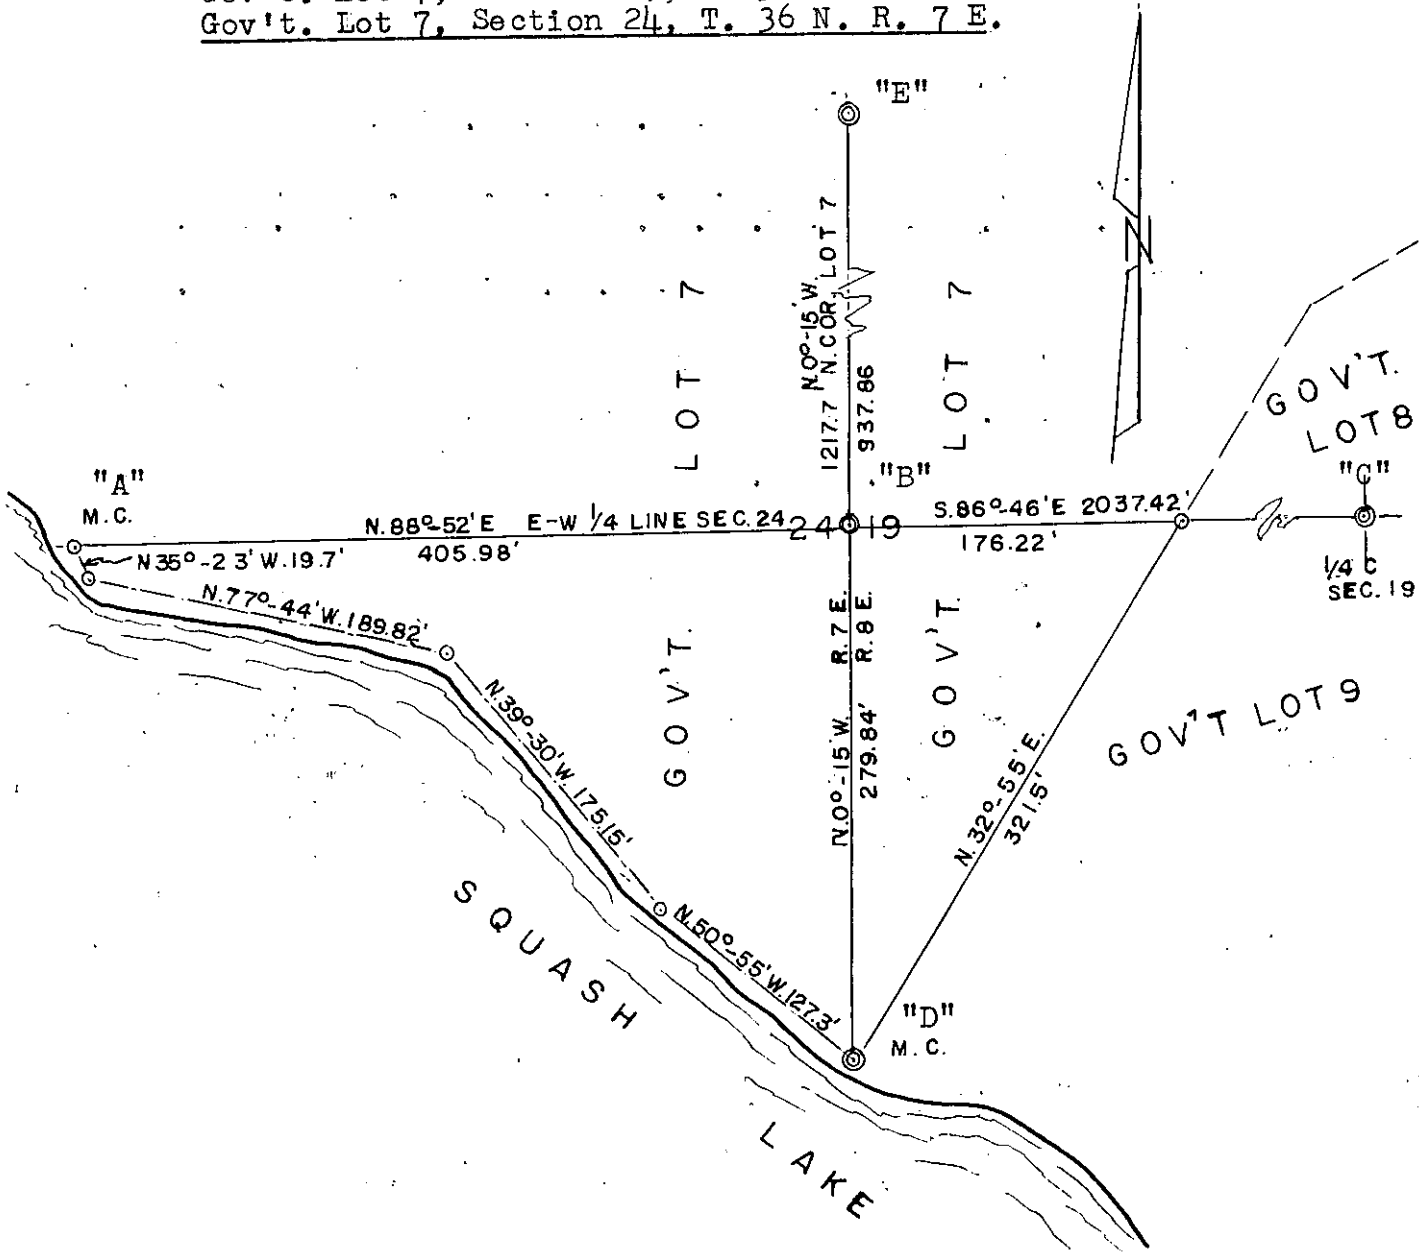 Gov't. Lot 7, Section 24, T. 36 N. R. 7 E.
"E"
N
N.0°-15'W.
1217.7 N.COR. LOT 7
937.86
LOT 7
LOT 7
GOV'T.
LOT 8
"A"
M.C.
"B"
"C"
N.88°-52'E E-W 1/4 LINE SEC.24
405.98'
24
19
S.86°-46'E 2037.42'
176.22'
1/4 C
SEC.19
N35°-23'W.19.7'
N.77°-44'W.189.82'
N.39°-30'W.175.15'
N.50°-55'W.127.3'
GOV'T.
R.7E.
R.8E.
N.0°-15'W.
279.84'
GOV'T.
N.32°-55'E.
321.5'
GOV'T LOT 9
"D"
M.C.
SQUASH
LAKE